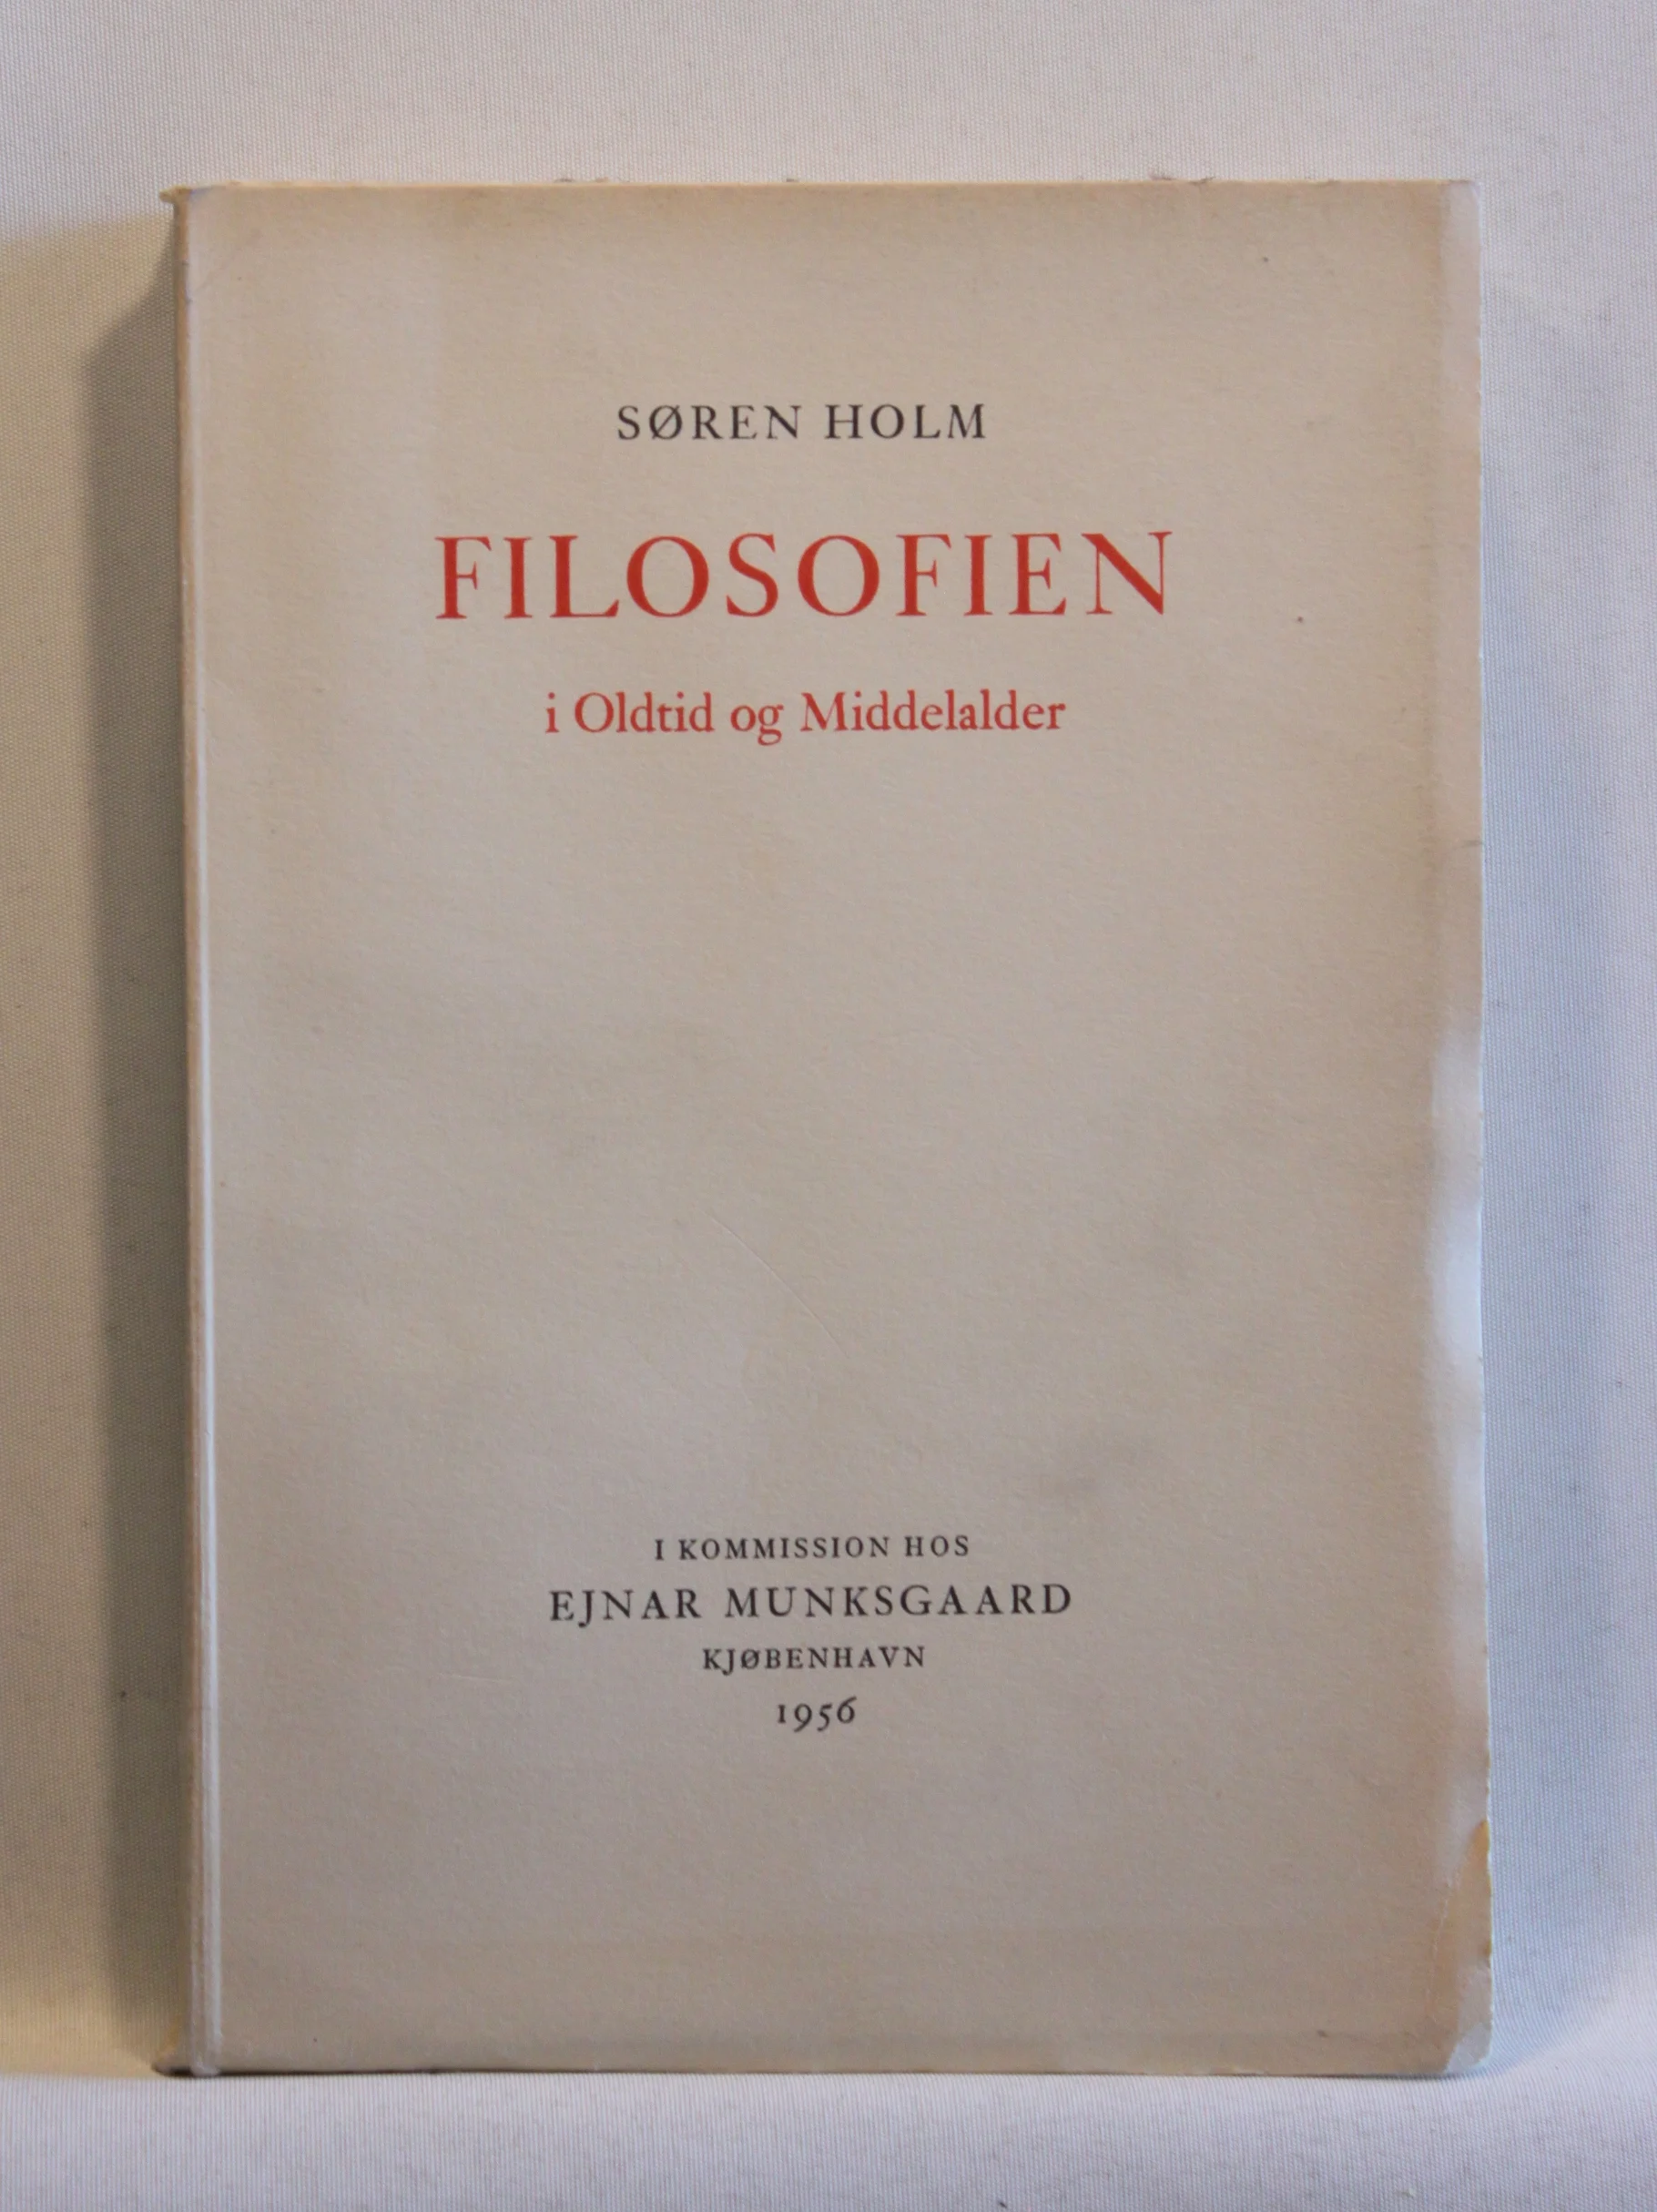 SØREN HOLM
FILOSOFIEN
i Oldtid og Middelalder
I KOMMISSION HOS
EJNAR MUNKSGAARD
KJØBENHAVN
1956